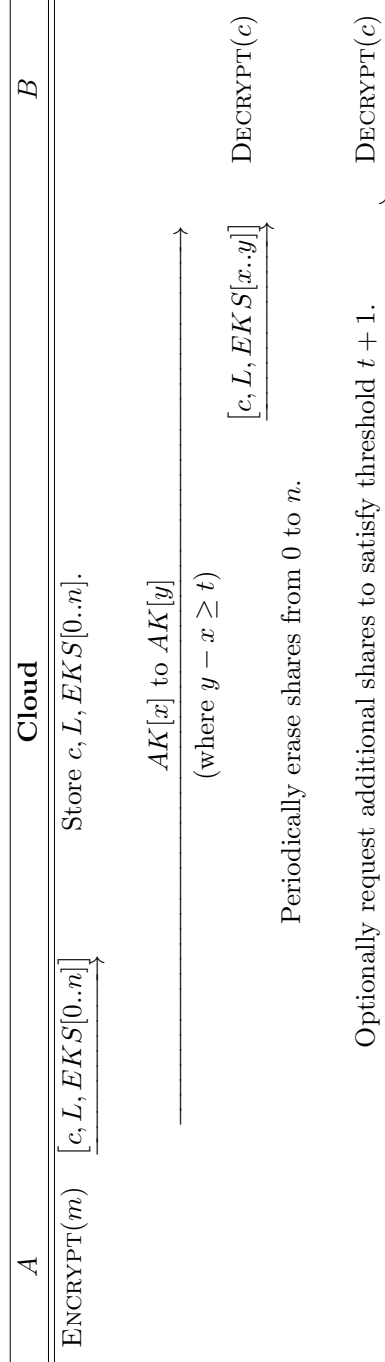 A Cloud B
ENCRYPT(m) [c, L, EKS[0..n]] Store c, L, EKS[0..n].
AK[x] to AK[y]
(where y − x ≥ t)
[c, L, EKS[x..y]] DECRYPT(c)
Periodically erase shares from 0 to n.
Optionally request additional shares to satisfy threshold t + 1. DECRYPT(c)